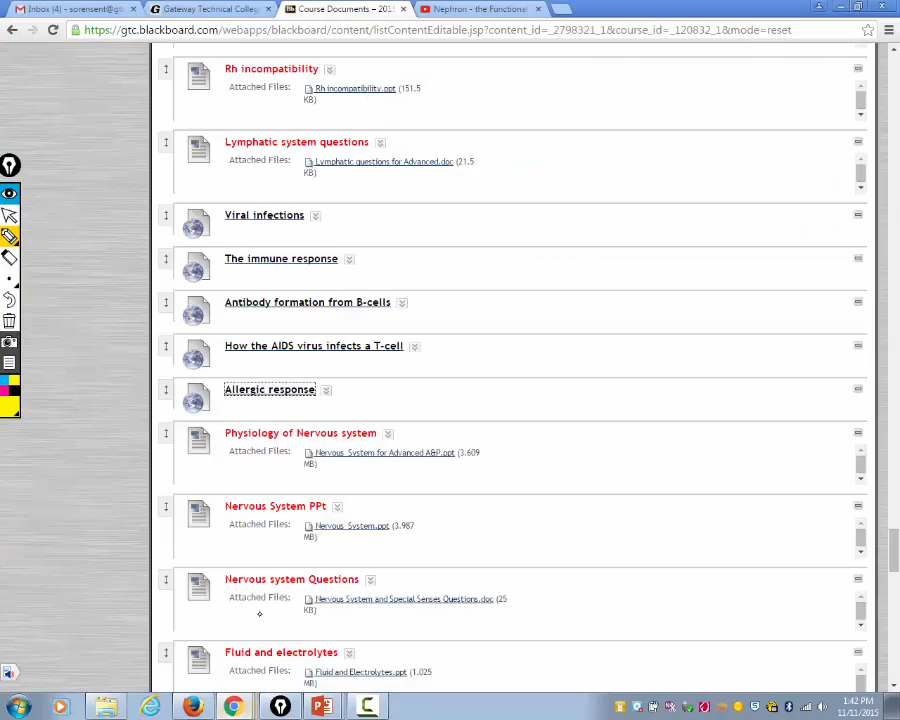 Inbox (4) - sorensent@gt
Gateway Technical Colleg
Course Documents – 2015
Nephron - the Functional
https://gtc.blackboard.com/webapps/blackboard/content/listContentEditable.jsp?content_id=_2798321_1&course_id=_120832_1&mode=reset
Rh incompatibility
Attached Files: Rh incompatibility.ppt (151.5
KB)
Lymphatic system questions
Attached Files: Lymphatic questions for Advanced.doc (21.5
KB)
Viral infections
The immune response
Antibody formation from B-cells
How the AIDS virus infects a T-cell
Allergic response
Physiology of Nervous system
Attached Files: Nervous System for Advanced A&P.ppt (3.609
MB)
Nervous System PPt
Attached Files: Nervous System.ppt (3.987
MB)
Nervous system Questions
Attached Files: Nervous System and Special Senses Questions.doc (25
KB)
Fluid and electrolytes
Attached Files: Fluid and Electrolytes.ppt (1.025
MB)
1:42 PM
11/11/2015